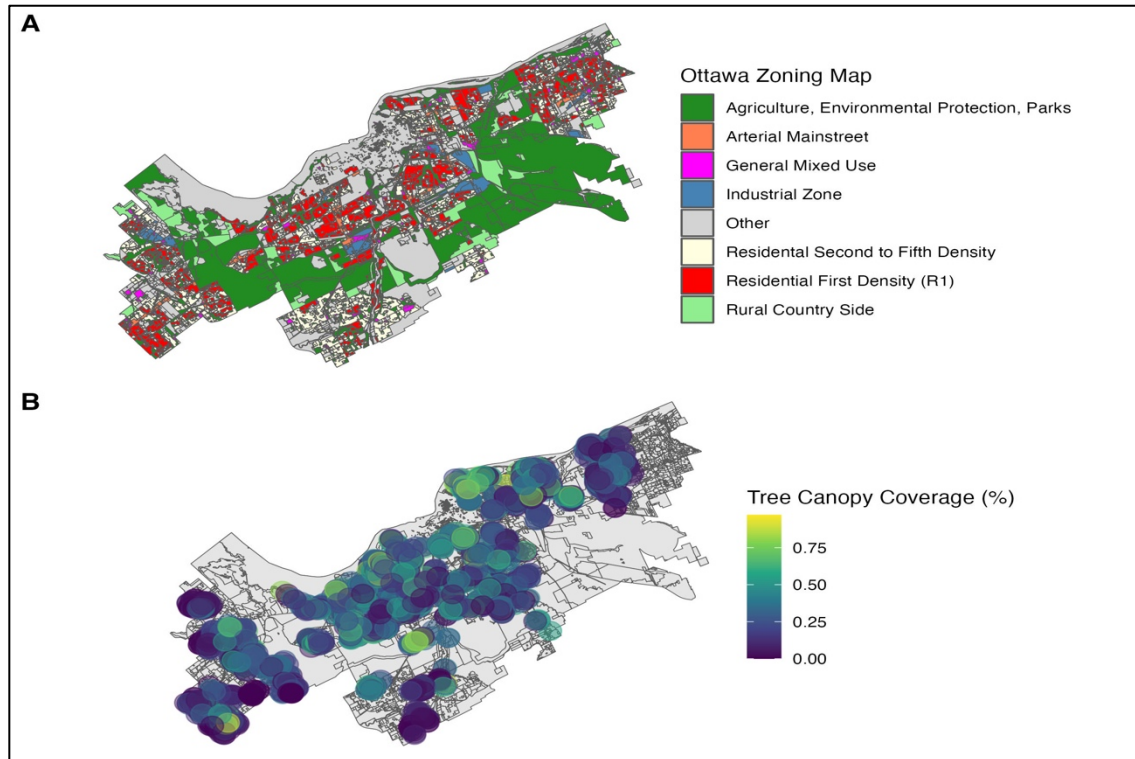 A
Ottawa Zoning Map
Agriculture, Environmental Protection, Parks
Arterial Mainstreet
General Mixed Use
Industrial Zone
Other
Residental Second to Fifth Density
Residential First Density (R1)
Rural Country Side
B
Tree Canopy Coverage (%)
0.75
0.50
0.25
0.00